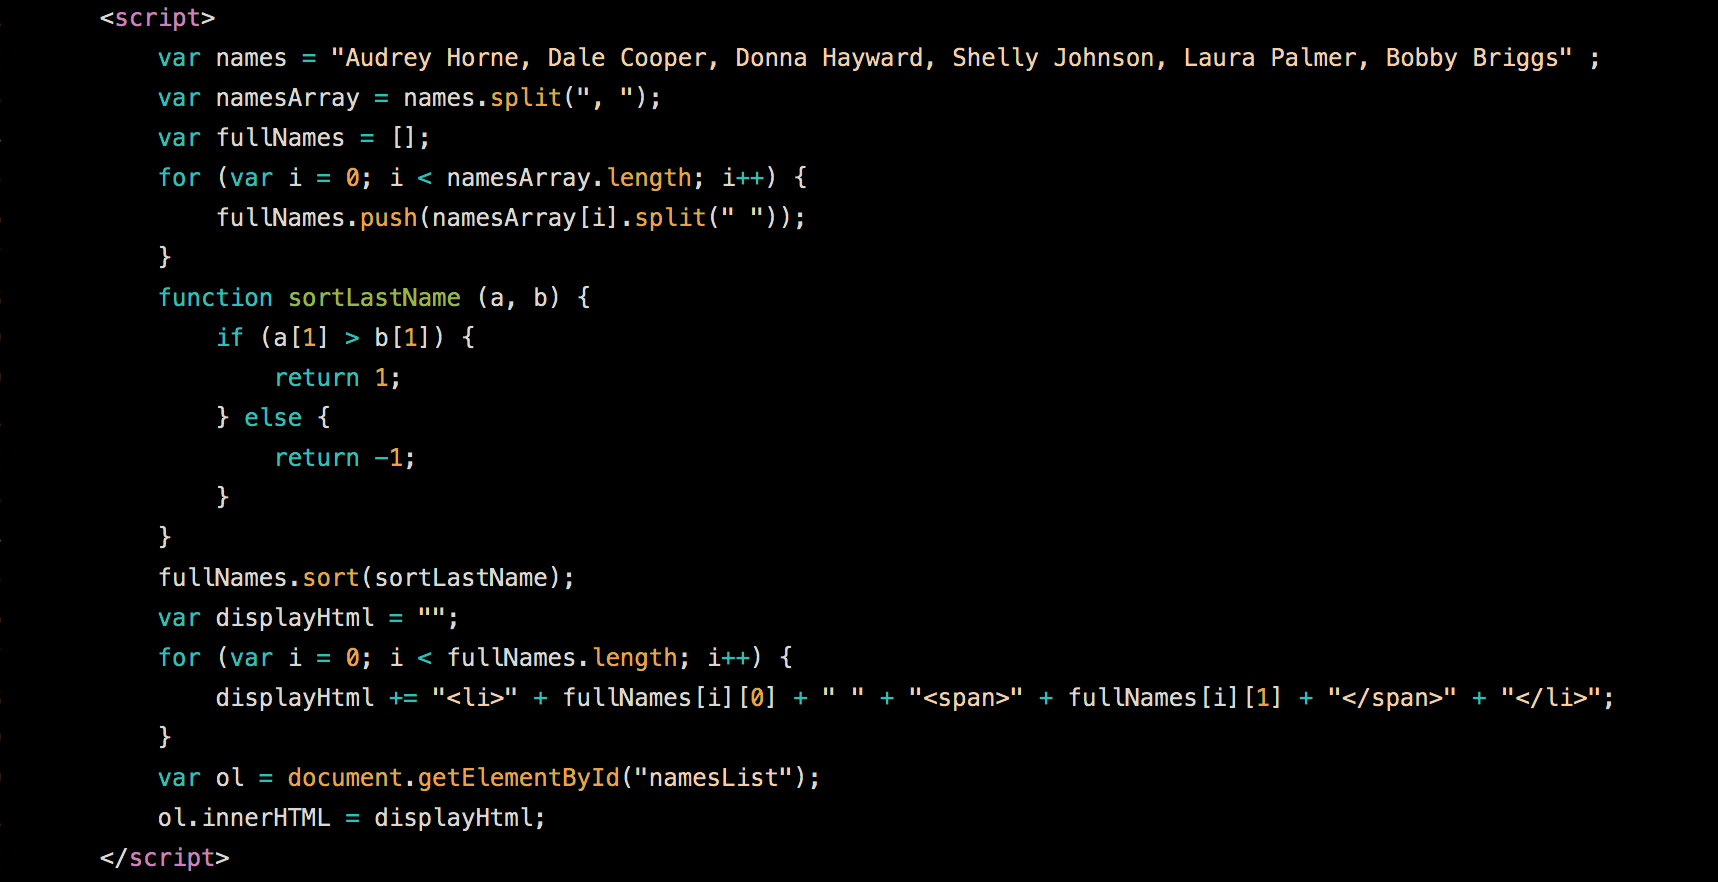 <script>
var names = "Audrey Horne, Dale Cooper, Donna Hayward, Shelly Johnson, Laura Palmer, Bobby Briggs" ;
var namesArray = names.split(", ");
var fullNames = [];
for (var i = 0; i < namesArray.length; i++) {
fullNames.push(namesArray[i].split(" "));
}
function sortLastName (a, b) {
if (a[1] > b[1]) {
return 1;
} else {
return -1;
}
}
fullNames.sort(sortLastName);
var displayHtml = "";
for (var i = 0; i < fullNames.length; i++) {
displayHtml += "<li>" + fullNames[i][0] + " " + "<span>" + fullNames[i][1] + "</span>" + "</li>";
}
var ol = document.getElementById("namesList");
ol.innerHTML = displayHtml;
</script>